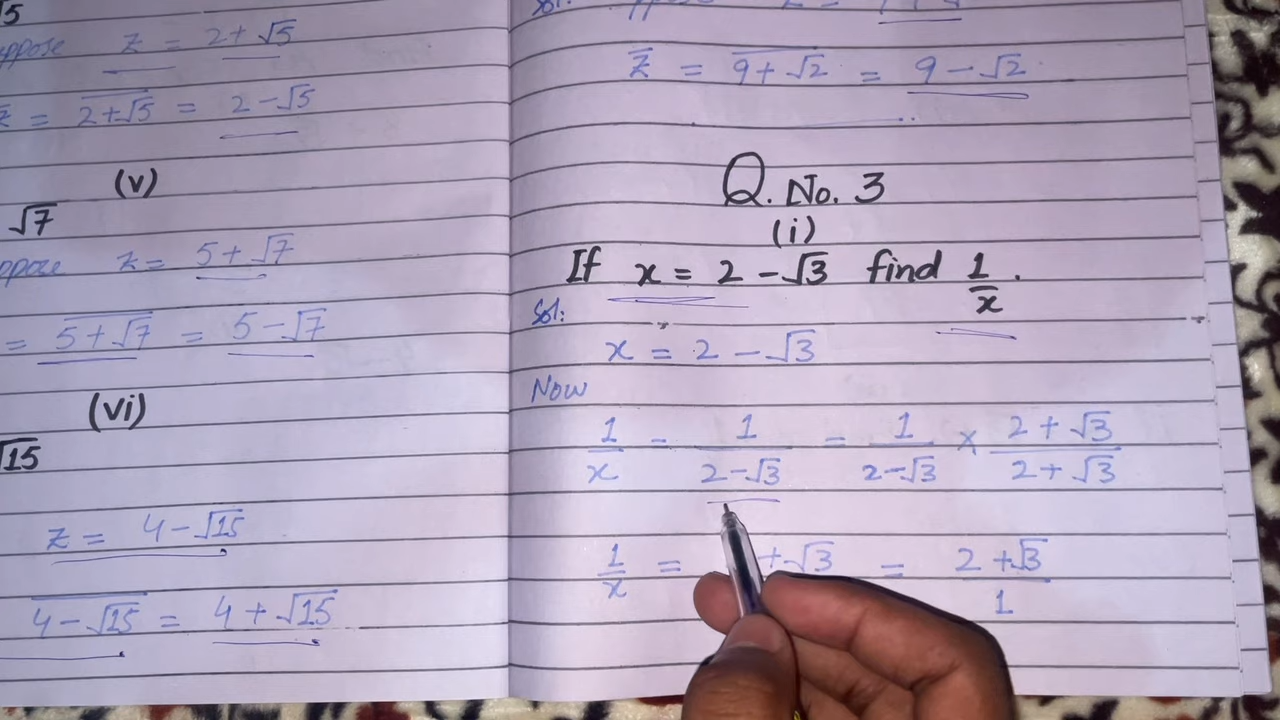 √5
z = 2 + √5
z̅ = 2+√5 = 2 - √5
(v)
√7
z = 5 + √7
= 5+√7 = 5 - √7
(vi)
√15
z = 4 - √15
4 - √15 = 4 + √15
Sol:
z̅ = 9+√2 = 9 - √2
Q. No. 3
(i)
If x = 2 - √3 find 1/x.
Sol:
x = 2 - √3
Now
1/x = 1/(2-√3) = 1/(2-√3) × (2+√3)/(2+√3)
1/x = +√3 = (2+√3)/1